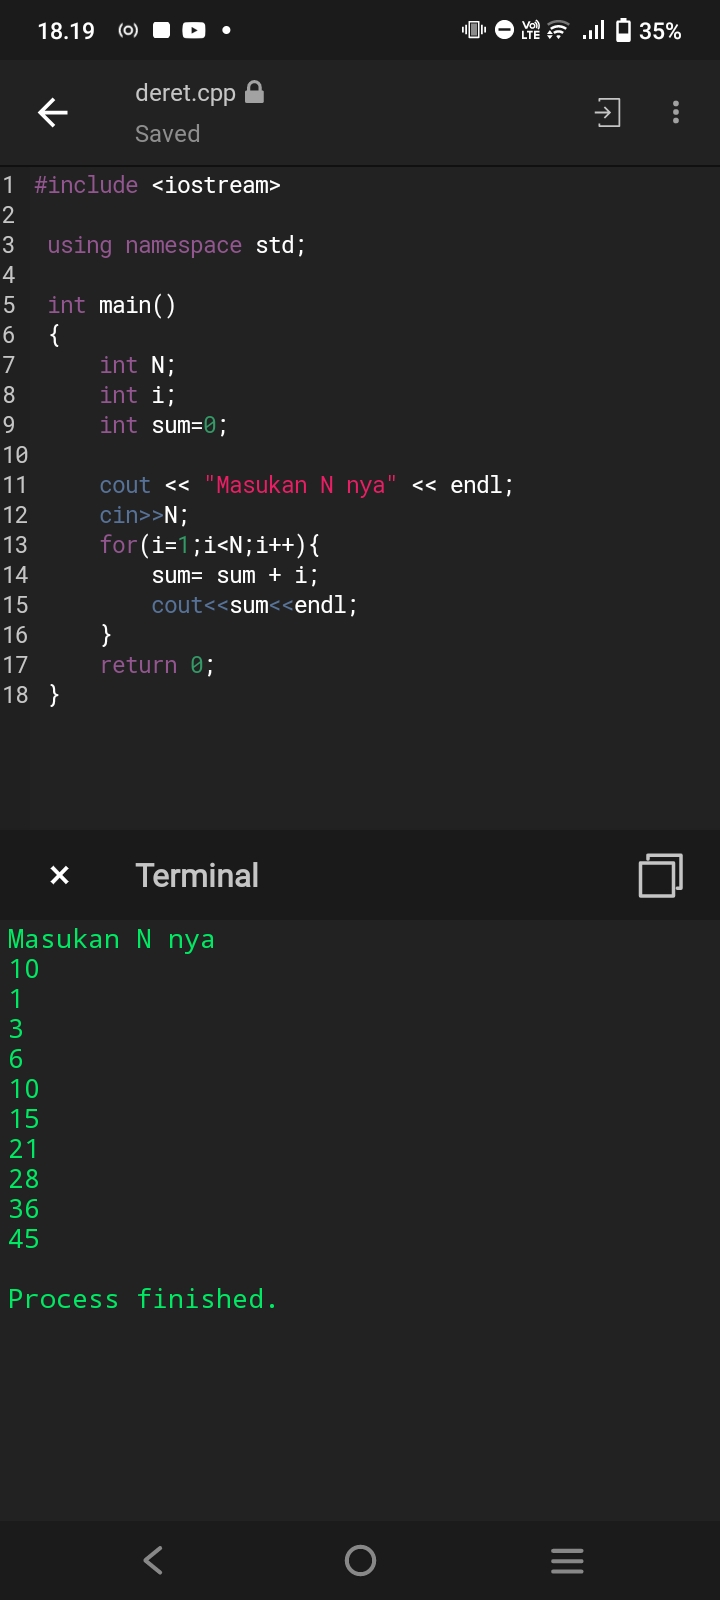 18.19 VoLTE 35%
deret.cpp
Saved
1 #include <iostream>
2
3 using namespace std;
4
5 int main()
6 {
7     int N;
8     int i;
9     int sum=0;
10
11     cout << "Masukan N nya" << endl;
12     cin>>N;
13     for(i=1;i<N;i++){
14         sum= sum + i;
15         cout<<sum<<endl;
16     }
17     return 0;
18 }
Terminal
Masukan N nya
10
1
3
6
10
15
21
28
36
45
Process finished.